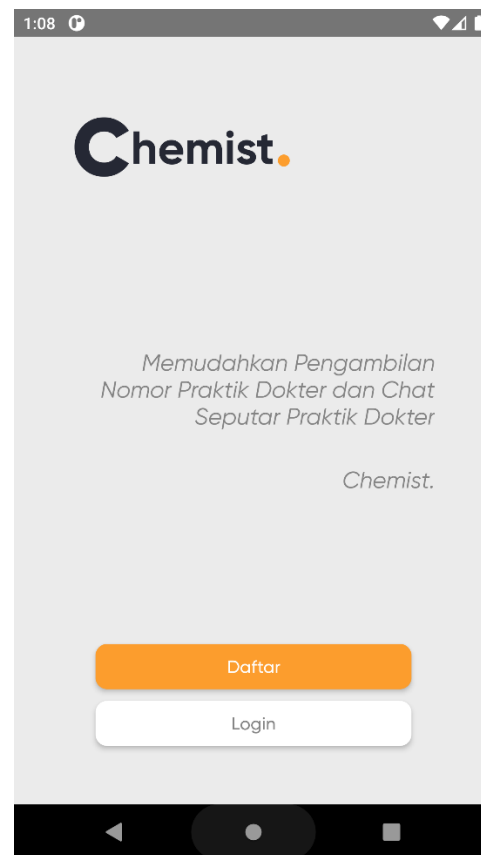 1:08
Chemist.
Memudahkan Pengambilan
Nomor Praktik Dokter dan Chat
Seputar Praktik Dokter
Chemist.
Daftar
Login